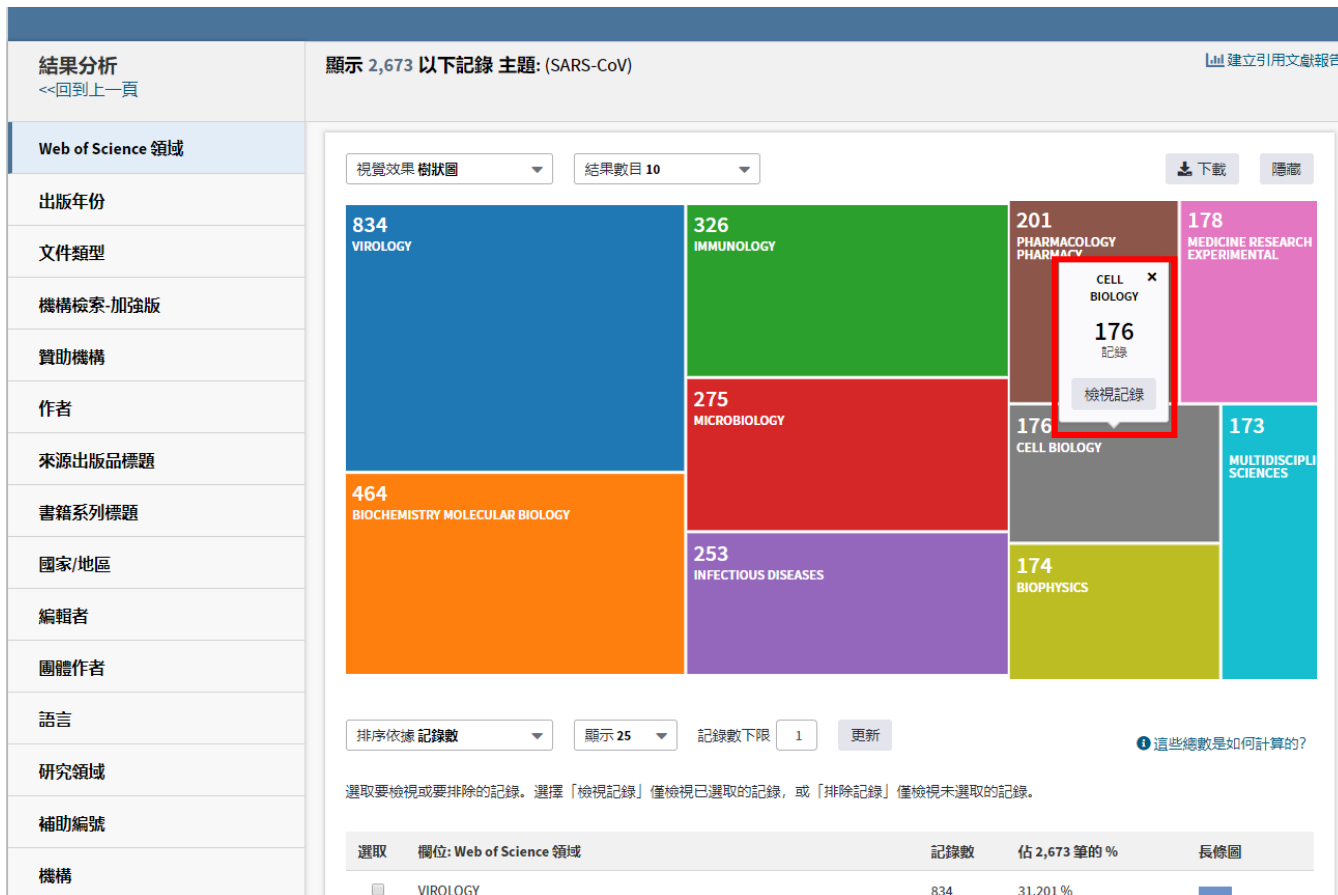 結果分析
<<回到上一頁
顯示 2,673 以下記錄 主題: (SARS-CoV)
建立引用文獻報告
Web of Science 領域
出版年份
文件類型
機構檢索-加強版
贊助機構
作者
來源出版品標題
書籍系列標題
國家/地區
編輯者
團體作者
語言
研究領域
補助編號
機構
視覺效果 樹狀圖
結果數目 10
下載
隱藏
834
VIROLOGY
326
IMMUNOLOGY
201
PHARMACOLOGY
PHARMACY
178
MEDICINE RESEARCH
EXPERIMENTAL
CELL
BIOLOGY
×
176
記錄
檢視記錄
464
BIOCHEMISTRY MOLECULAR BIOLOGY
275
MICROBIOLOGY
253
INFECTIOUS DISEASES
176
CELL BIOLOGY
173
MULTIDISCIPLI
SCIENCES
174
BIOPHYSICS
排序依據 記錄數
顯示 25
記錄數下限 1
更新
這些總數是如何計算的?
選取要檢視或要排除的記錄。選擇「檢視記錄」僅檢視已選取的記錄，或「排除記錄」僅檢視未選取的記錄。
選取 欄位: Web of Science 領域 記錄數 佔 2,673 筆的 % 長條圖
VIROLOGY 834 31.201 %